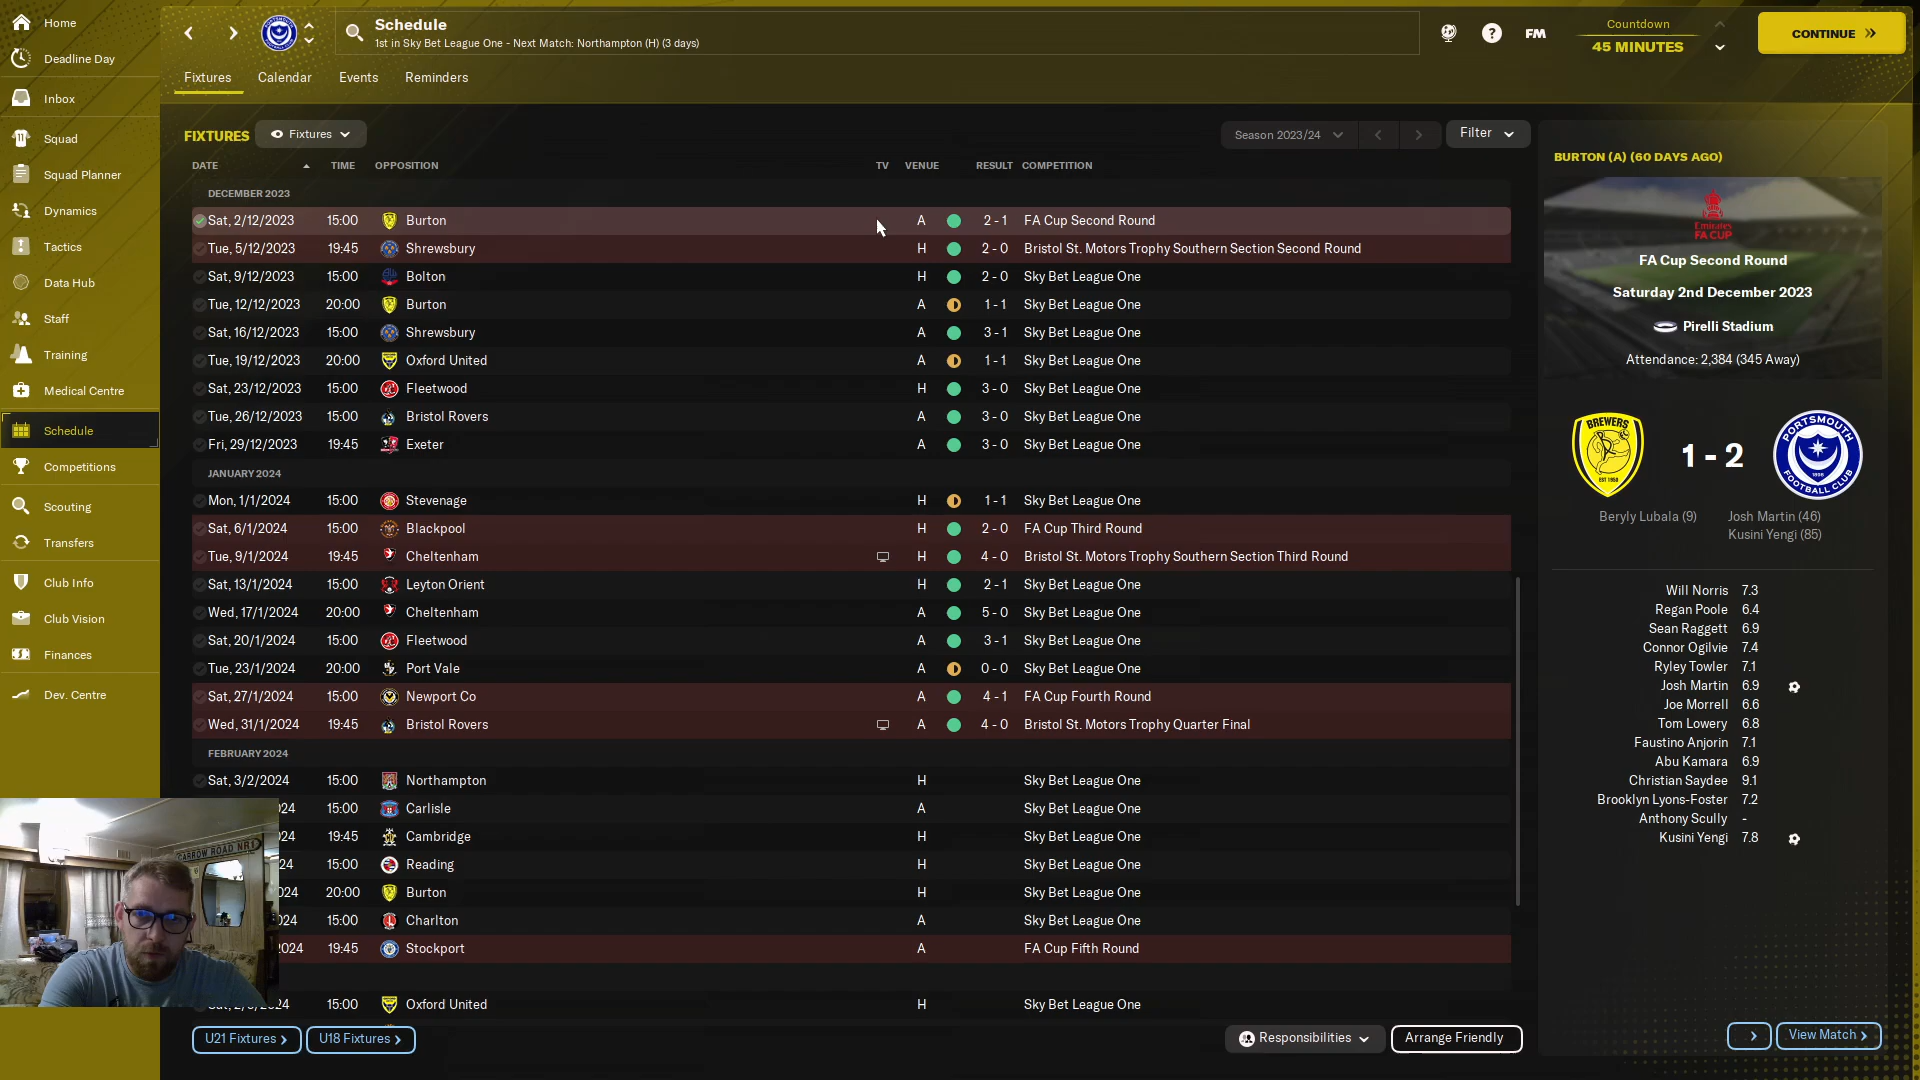 Home
Deadline Day
Inbox
Squad
Squad Planner
Dynamics
Tactics
Data Hub
Staff
Training
Medical Centre
Schedule
Competitions
Scouting
Transfers
Club Info
Club Vision
Finances
Dev. Centre
Schedule
1st in Sky Bet League One - Next Match: Northampton (H) (3 days)
FM
Countdown
45 MINUTES
CONTINUE
Fixtures Calendar Events Reminders
FIXTURES Fixtures Season 2023/24 Filter
DATE TIME OPPOSITION TV VENUE RESULT COMPETITION
DECEMBER 2023
Sat, 2/12/2023 15:00 Burton A 2 - 1 FA Cup Second Round
Tue, 5/12/2023 19:45 Shrewsbury H 2 - 0 Bristol St. Motors Trophy Southern Section Second Round
Sat, 9/12/2023 15:00 Bolton H 2 - 0 Sky Bet League One
Tue, 12/12/2023 20:00 Burton A 1 - 1 Sky Bet League One
Sat, 16/12/2023 15:00 Shrewsbury A 3 - 1 Sky Bet League One
Tue, 19/12/2023 20:00 Oxford United A 1 - 1 Sky Bet League One
Sat, 23/12/2023 15:00 Fleetwood H 3 - 0 Sky Bet League One
Tue, 26/12/2023 15:00 Bristol Rovers A 3 - 0 Sky Bet League One
Fri, 29/12/2023 19:45 Exeter A 3 - 0 Sky Bet League One
JANUARY 2024
Mon, 1/1/2024 15:00 Stevenage H 1 - 1 Sky Bet League One
Sat, 6/1/2024 15:00 Blackpool H 2 - 0 FA Cup Third Round
Tue, 9/1/2024 19:45 Cheltenham H 4 - 0 Bristol St. Motors Trophy Southern Section Third Round
Sat, 13/1/2024 15:00 Leyton Orient H 2 - 1 Sky Bet League One
Wed, 17/1/2024 20:00 Cheltenham A 5 - 0 Sky Bet League One
Sat, 20/1/2024 15:00 Fleetwood A 3 - 1 Sky Bet League One
Tue, 23/1/2024 20:00 Port Vale A 0 - 0 Sky Bet League One
Sat, 27/1/2024 15:00 Newport Co A 4 - 1 FA Cup Fourth Round
Wed, 31/1/2024 19:45 Bristol Rovers A 4 - 0 Bristol St. Motors Trophy Quarter Final
FEBRUARY 2024
Sat, 3/2/2024 15:00 Northampton H Sky Bet League One
24 15:00 Carlisle A Sky Bet League One
24 19:45 Cambridge H Sky Bet League One
24 15:00 Reading H Sky Bet League One
024 20:00 Burton H Sky Bet League One
024 15:00 Charlton A Sky Bet League One
024 19:45 Stockport A FA Cup Fifth Round
15:00 Oxford United H Sky Bet League One
CARROW ROAD NR1
U21 Fixtures U18 Fixtures Responsibilities Arrange Friendly
BURTON (A) (60 DAYS AGO)
Emirates
FA CUP
FA Cup Second Round
Saturday 2nd December 2023
Pirelli Stadium
Attendance: 2,384 (345 Away)
BREWERS
EST 1950
1 - 2
PORTSMOUTH
1898
FOOTBALL CLUB
Beryly Lubala (9) Josh Martin (46)
Kusini Yengi (85)
Will Norris 7.3
Regan Poole 6.4
Sean Raggett 6.9
Connor Ogilvie 7.4
Ryley Towler 7.1
Josh Martin 6.9
Joe Morrell 6.6
Tom Lowery 6.8
Faustino Anjorin 7.1
Abu Kamara 6.9
Christian Saydee 9.1
Brooklyn Lyons-Foster 7.2
Anthony Scully -
Kusini Yengi 7.8
View Match